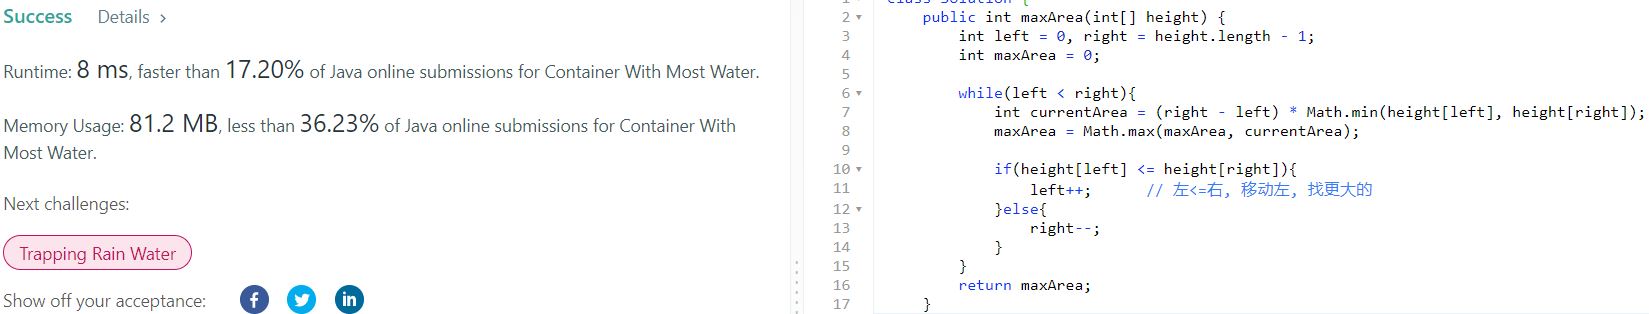 Success Details >
Runtime: 8 ms, faster than 17.20% of Java online submissions for Container With Most Water.
Memory Usage: 81.2 MB, less than 36.23% of Java online submissions for Container With
Most Water.
Next challenges:
Trapping Rain Water
Show off your acceptance:
2 public int maxArea(int[] height) {
3 int left = 0, right = height.length - 1;
4 int maxArea = 0;
5
6 while(left < right){
7 int currentArea = (right - left) * Math.min(height[left], height[right]);
8 maxArea = Math.max(maxArea, currentArea);
9
10 if(height[left] <= height[right]){
11 left++; // 左<=右, 移动左, 找更大的
12 }else{
13 right--;
14 }
15 }
16 return maxArea;
17 }